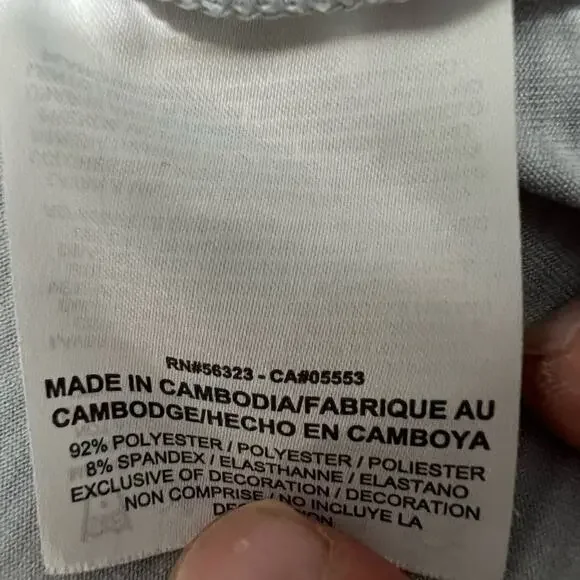 RN#56323 - CA#05553
MADE IN CAMBODIA/FABRIQUE AU
CAMBODGE/HECHO EN CAMBOYA
92% POLYESTER / POLYESTER / POLIESTER
8% SPANDEX / ELASTHANNE / ELASTANO
EXCLUSIVE OF DECORATION / DECORATION
NON COMPRISE / NO INCLUYE LA